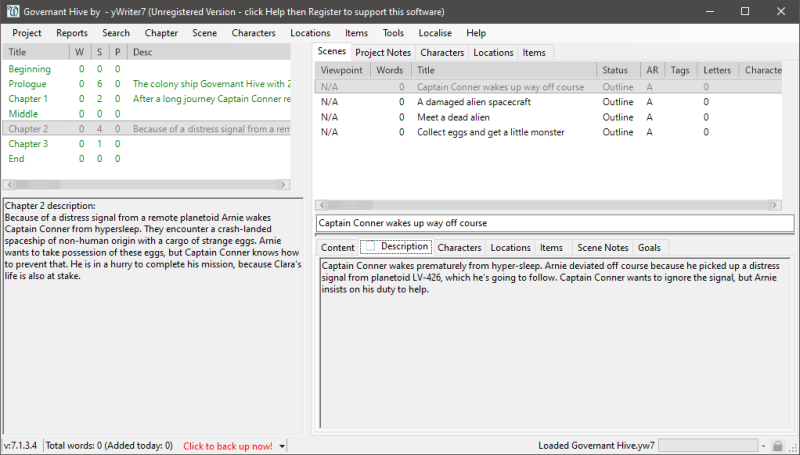 Governant Hive by  - yWriter7 (Unregistered Version - click Help then Register to support this software)
Project Reports Search Chapter Scene Characters Locations Items Tools Localise Help
Title W S P Desc
Beginning 0 0 0
Prologue 0 6 0 The colony ship Governant Hive with 2
Chapter 1 0 2 0 After a long journey Captain Conner re
Middle 0 0 0
Chapter 2 0 4 0 Because of a distress signal from a rem
Chapter 3 0 1 0
End 0 0 0
Chapter 2 description:
Because of a distress signal from a remote planetoid Arnie wakes
Captain Conner from hypersleep. They encounter a crash-landed
spaceship of non-human origin with a cargo of strange eggs. Arnie
wants to take possession of these eggs, but Captain Conner knows how
to prevent that. He is in a hurry to complete his mission, because Clara's
life is also at stake.
Scenes Project Notes Characters Locations Items
Viewpoint Words Title Status AR Tags Letters Characte
N/A 0 Captain Conner wakes up way off course Outline A 0
N/A 0 A damaged alien spacecraft Outline A 0
N/A 0 Meet a dead alien Outline A 0
N/A 0 Collect eggs and get a little monster Outline A 0
Captain Conner wakes up way off course
Content Description Characters Locations Items Scene Notes Goals
Captain Conner wakes prematurely from hyper-sleep. Arnie deviated off course because he picked up a distress
signal from planetoid LV-426, which he's going to follow. Captain Conner wants to ignore the signal, but Arnie
insists on his duty to help.
v:7.1.3.4 Total words: 0 (Added today: 0) Click to back up now! Loaded Governant Hive.yw7 -